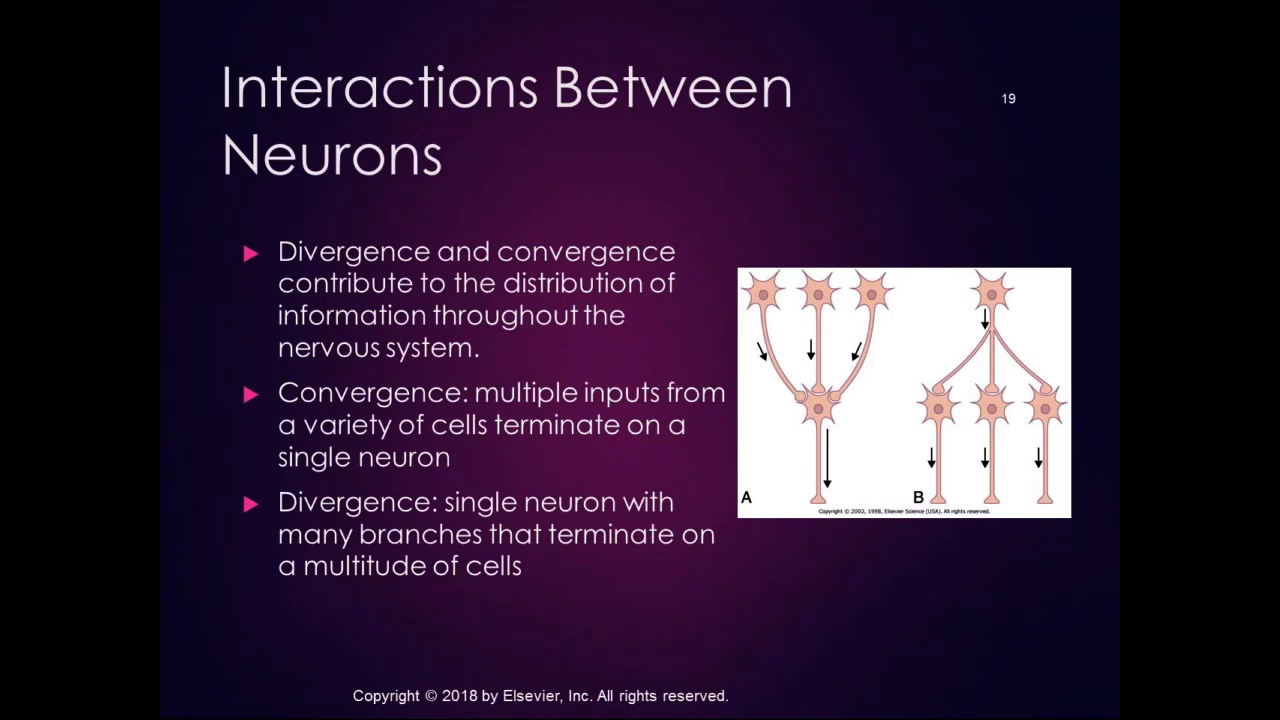 Interactions Between
Neurons
19
Divergence and convergence
contribute to the distribution of
information throughout the
nervous system.
Convergence: multiple inputs from
a variety of cells terminate on a
single neuron
Divergence: single neuron with
many branches that terminate on
a multitude of cells
A
B
Copyright © 2002, 1998, Elsevier Science (USA). All rights reserved.
Copyright © 2018 by Elsevier, Inc. All rights reserved.